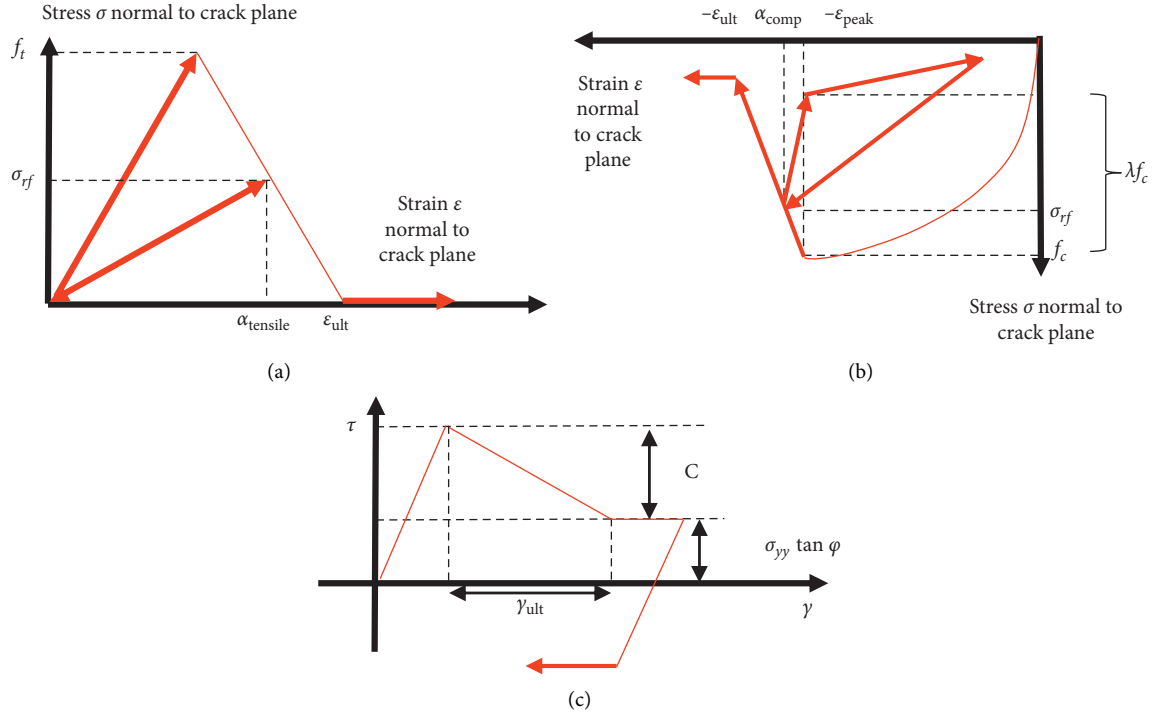 Stress σ normal to crack plane
f_t
σ_rf
Strain ε
normal to
crack plane
α_tensile
ε_ult
(a)
−ε_ult
α_comp
−ε_peak
Strain ε
normal
to crack
plane
λf_c
σ_rf
f_c
Stress σ normal to
crack plane
(b)
τ
C
σ_yy tan φ
γ_ult
γ
(c)